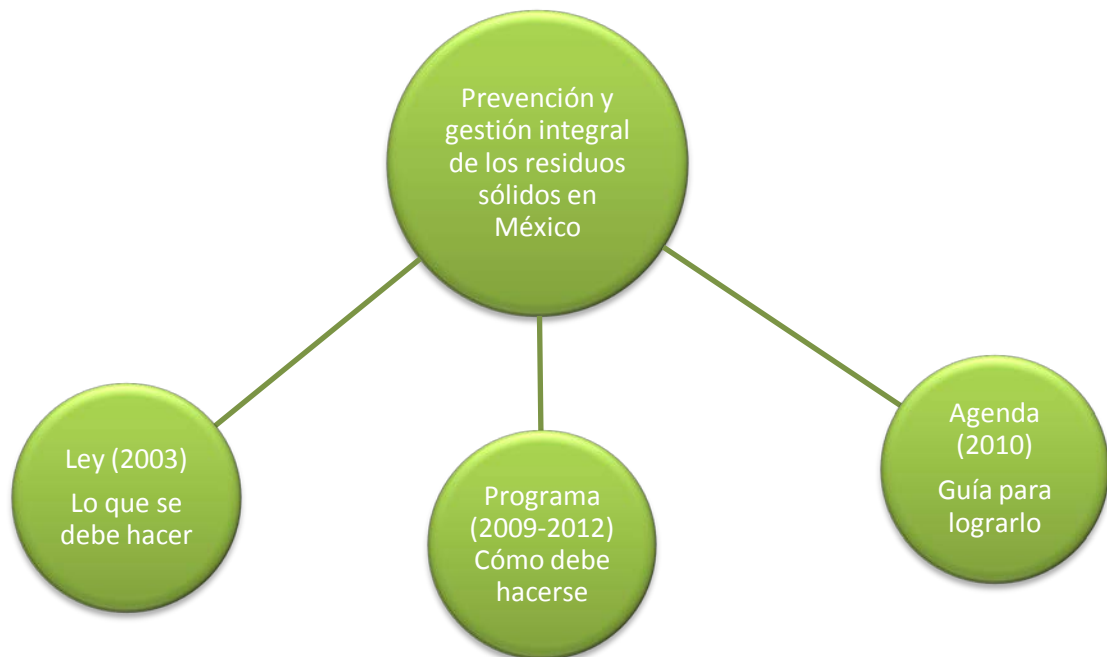 Prevención y
gestión integral
de los residuos
sólidos en
México
Ley (2003)
Lo que se
debe hacer
Programa
(2009-2012)
Cómo debe
hacerse
Agenda
(2010)
Guía para
lograrlo